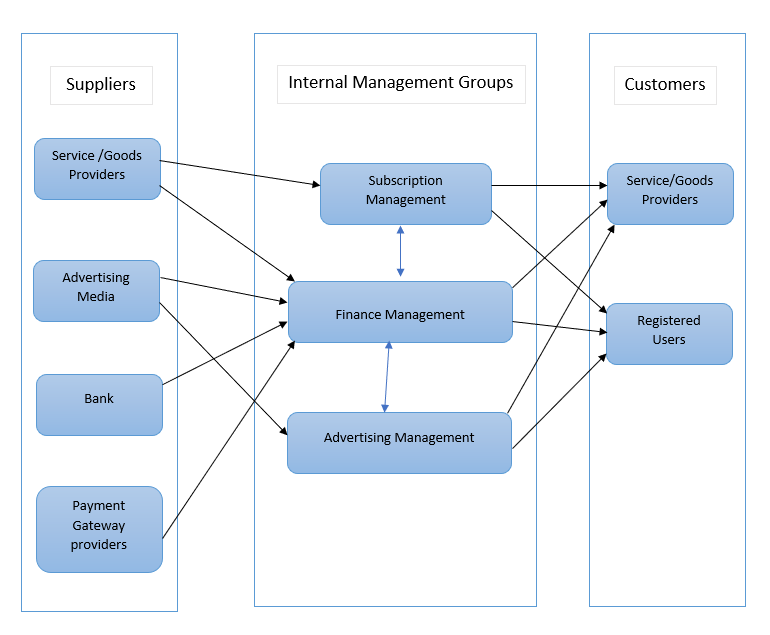 Suppliers
Service /Goods
Providers
Advertising
Media
Bank
Payment
Gateway
providers
Internal Management Groups
Subscription
Management
Finance Management
Advertising Management
Customers
Service/Goods
Providers
Registered
Users